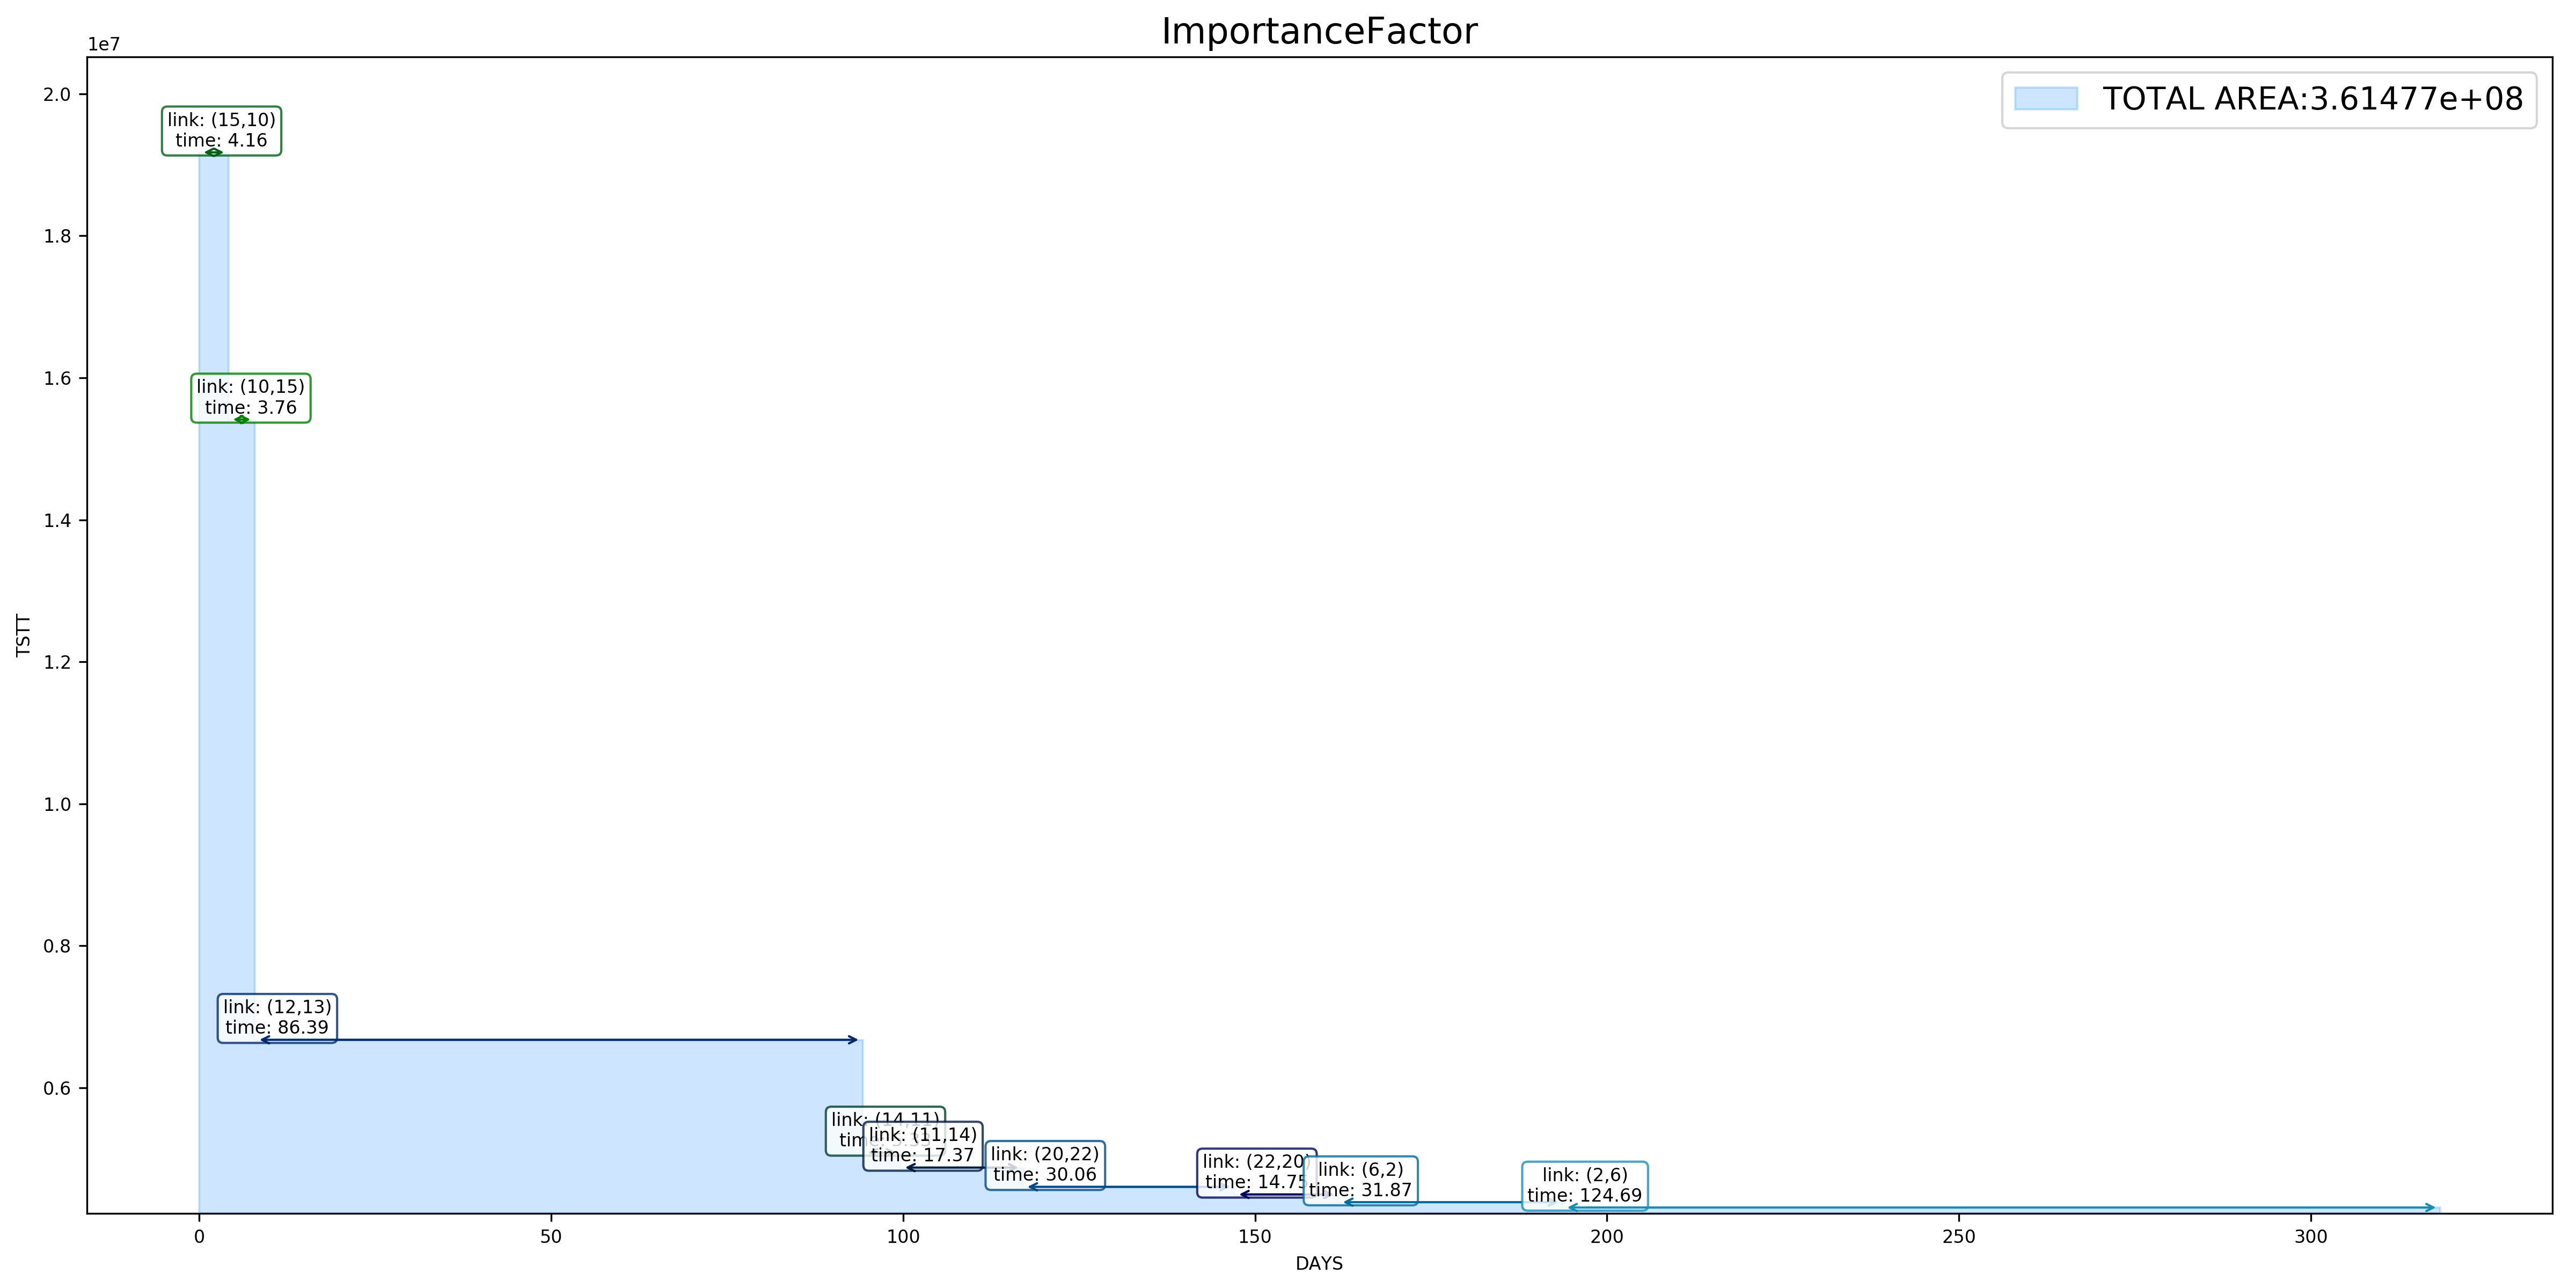 ImportanceFactor
1e7
TOTAL AREA:3.61477e+08
2.0
1.8
1.6
1.4
1.2
1.0
0.8
0.6
TSTT
link: (15,10)
time: 4.16
link: (10,15)
time: 3.76
link: (12,13)
time: 86.39
link: (14,11)
link: (11,14)
time: 17.37
link: (20,22)
time: 30.06
link: (22,20)
time: 14.75
link: (6,2)
time: 31.87
link: (2,6)
time: 124.69
0
50
100
150
200
250
300
DAYS